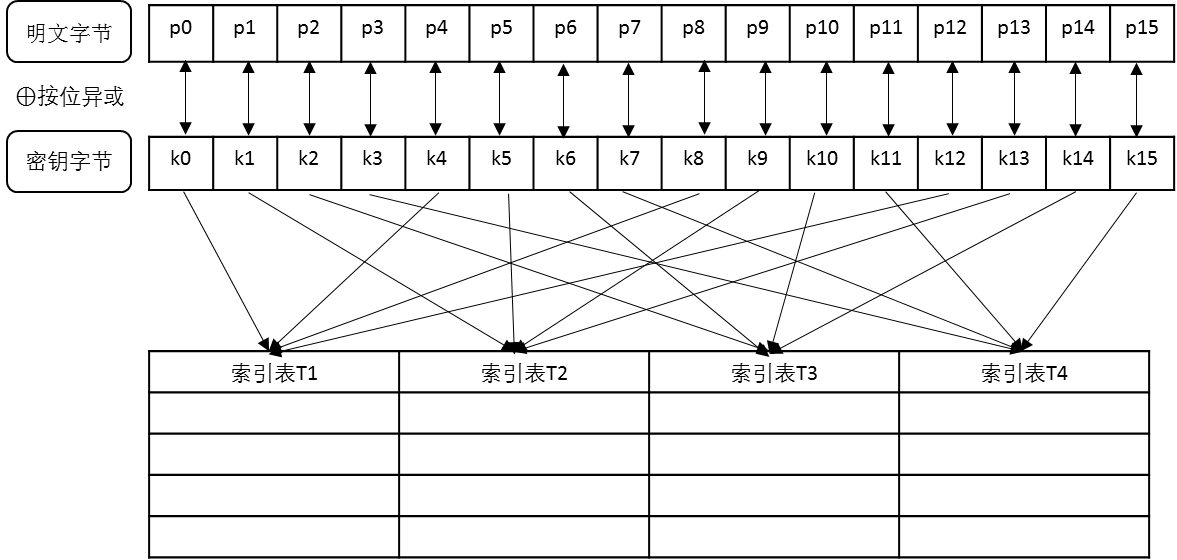 明文字节 p0 p1 p2 p3 p4 p5 p6 p7 p8 p9 p10 p11 p12 p13 p14 p15
⊕按位异或
密钥字节 k0 k1 k2 k3 k4 k5 k6 k7 k8 k9 k10 k11 k12 k13 k14 k15
索引表T1 索引表T2 索引表T3 索引表T4